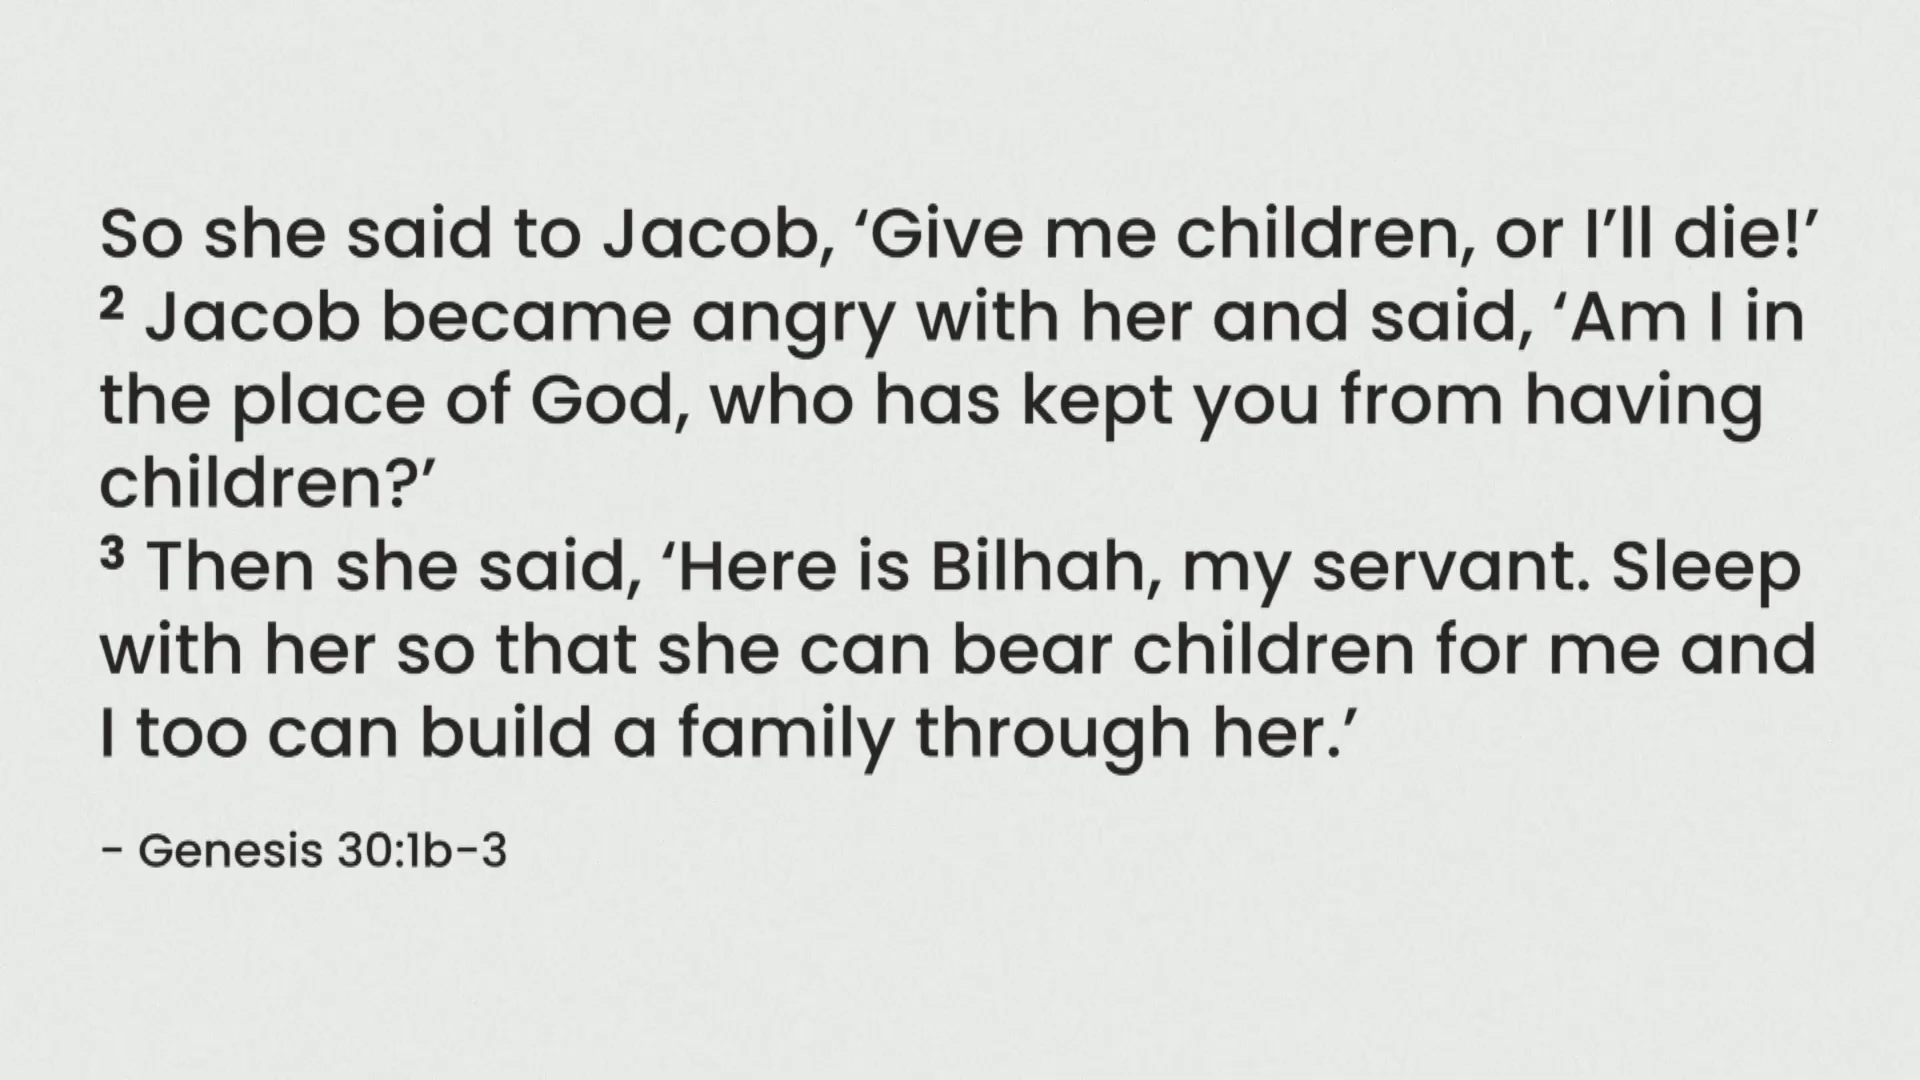 So she said to Jacob, ‘Give me children, or I’ll die!’
² Jacob became angry with her and said, ‘Am I in
the place of God, who has kept you from having
children?’
³ Then she said, ‘Here is Bilhah, my servant. Sleep
with her so that she can bear children for me and
I too can build a family through her.’
- Genesis 30:1b-3